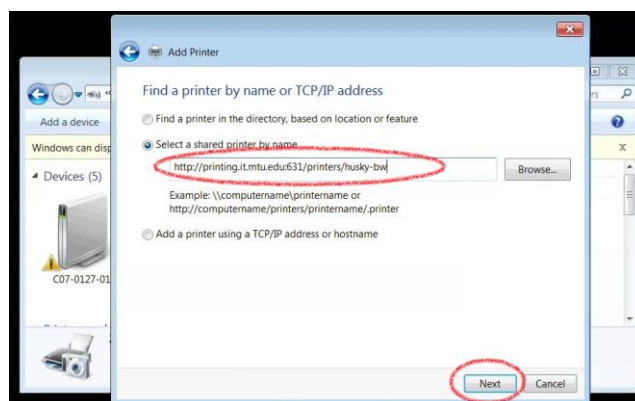 Add Printer
Add a device
Windows can disp
x
Devices (5)
C07-0127-01
Find a printer by name or TCP/IP address
Find a printer in the directory, based on location or feature
Select a shared printer by name
http://printing.it.mtu.edu:631/printers/husky-bw
Browse...
Example: \\computername\printername or
http://computername/printers/printername/.printer
Add a printer using a TCP/IP address or hostname
Next
Cancel